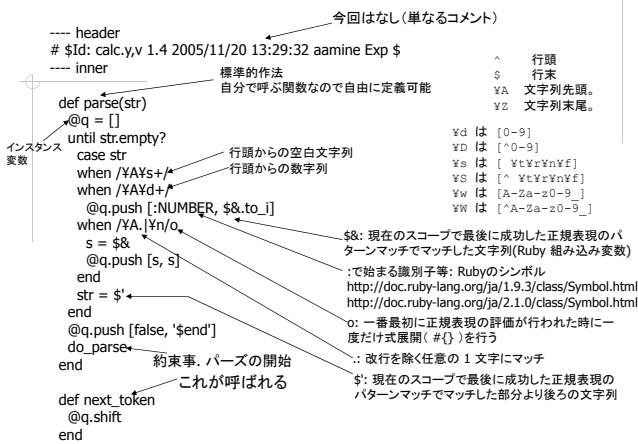 今回はなし（単なるコメント）
---- header
# $Id: calc.y,v 1.4 2005/11/20 13:29:32 aamine Exp $
---- inner
標準的作法
自分で呼ぶ関数なので自由に定義可能
^ 行頭
$ 行末
¥A 文字列先頭。
¥Z 文字列末尾。
def parse(str)
@q = []
インスタンス
変数
until str.empty?
case str
when /¥A¥s+/
行頭からの空白文字列
when /¥A¥d+/
行頭からの数字列
@q.push [:NUMBER, $&.to_i]
when /¥A.|¥n/o
s = $&
@q.push [s, s]
end
str = $'
end
@q.push [false, '$end']
do_parse
end
約束事. パーズの開始
これが呼ばれる
def next_token
@q.shift
end
¥d は [0-9]
¥D は [^0-9]
¥s は [ ¥t¥r¥n¥f]
¥S は [^ ¥t¥r¥n¥f]
¥w は [A-Za-z0-9_]
¥W は [^A-Za-z0-9_]
$&: 現在のスコープで最後に成功した正規表現のパ
ターンマッチでマッチした文字列(Ruby 組み込み変数)
:で始まる識別子等: Rubyのシンボル
http://doc.ruby-lang.org/ja/1.9.3/class/Symbol.html
http://doc.ruby-lang.org/ja/2.1.0/class/Symbol.html
o: 一番最初に正規表現の評価が行われた時に一
度だけ式展開( #{} )を行う
.: 改行を除く任意の 1 文字にマッチ
$': 現在のスコープで最後に成功した正規表現の
パターンマッチでマッチした部分より後ろの文字列